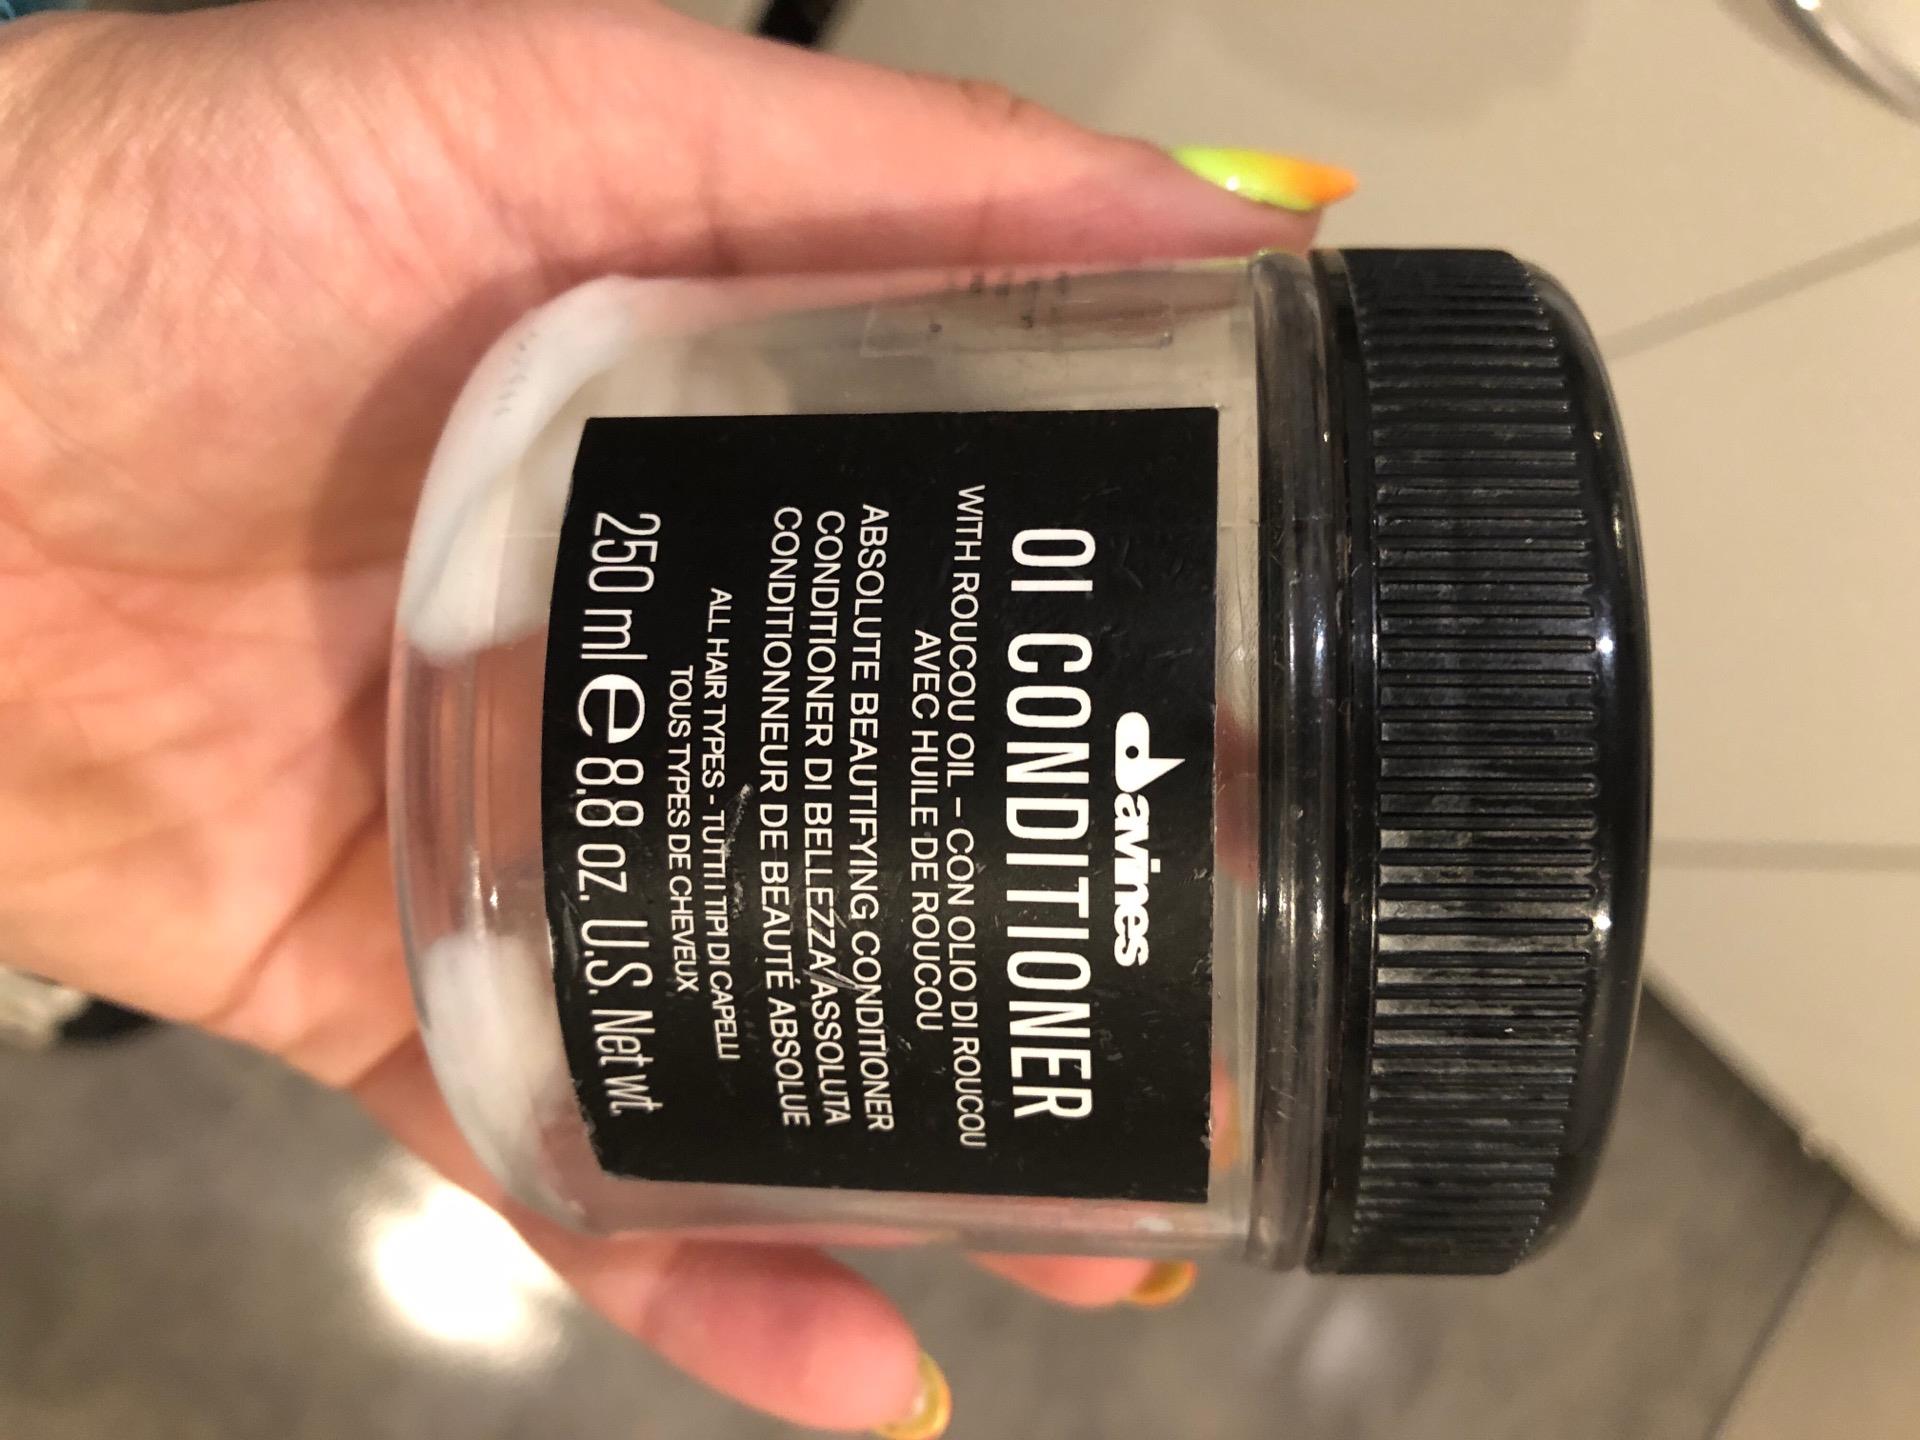 davines
OI CONDITIONER
WITH ROUCOU OIL – CON OLIO DI ROUCOU
AVEC HUILE DE ROUCOU
ABSOLUTE BEAUTIFYING CONDITIONER
CONDITIONER DI BELLEZZA ASSOLUTA
CONDITIONNEUR DE BEAUTÉ ABSOLUE
ALL HAIR TYPES - TUTTI TIPI DI CAPELLI
TOUS TYPES DE CHEVEUX
250 ml e 8.8 oz. U.S. Net wt.